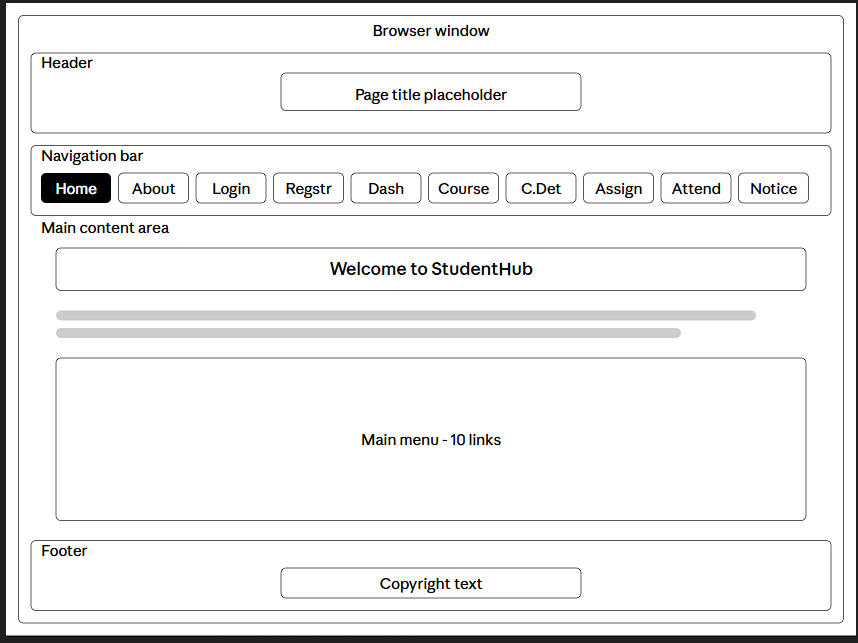 Browser window
Header
Page title placeholder
Navigation bar
Home About Login Regstr Dash Course C.Det Assign Attend Notice
Main content area
Welcome to StudentHub
Main menu - 10 links
Footer
Copyright text